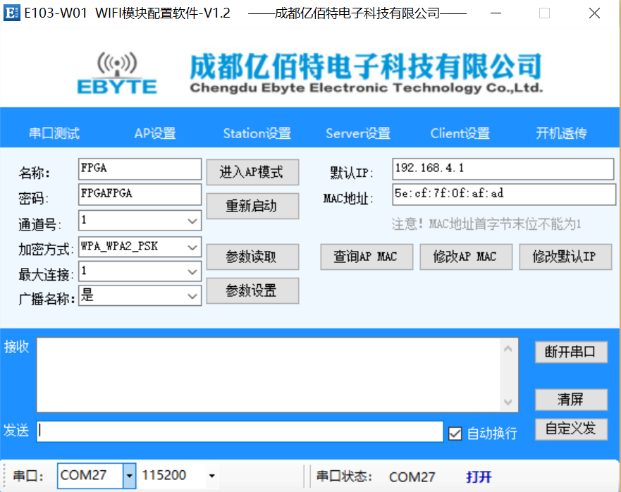 E103-W01 WIFI模块配置软件-V1.2 ——成都亿佰特电子科技有限公司——
EBYTE 成都亿佰特电子科技有限公司
Chengdu Ebyte Electronic Technology Co.,Ltd.
串口测试 AP设置 Station设置 Server设置 Client设置 开机透传
名称: FPGA 进入AP模式 默认IP: 192.168.4.1
密码: FPGAFPGA 重新启动 MAC地址: 5e:cf:7f:0f:af:ad
通道号: 1 注意! MAC地址首字节末位不能为1
加密方式: WPA_WPA2_PSK 参数读取 查询AP MAC 修改AP MAC 修改默认IP
最大连接: 1
广播名称: 是 参数设置
接收 断开串口
清屏
发送 自动换行 自定义发
串口: COM27 115200 串口状态: COM27 打开